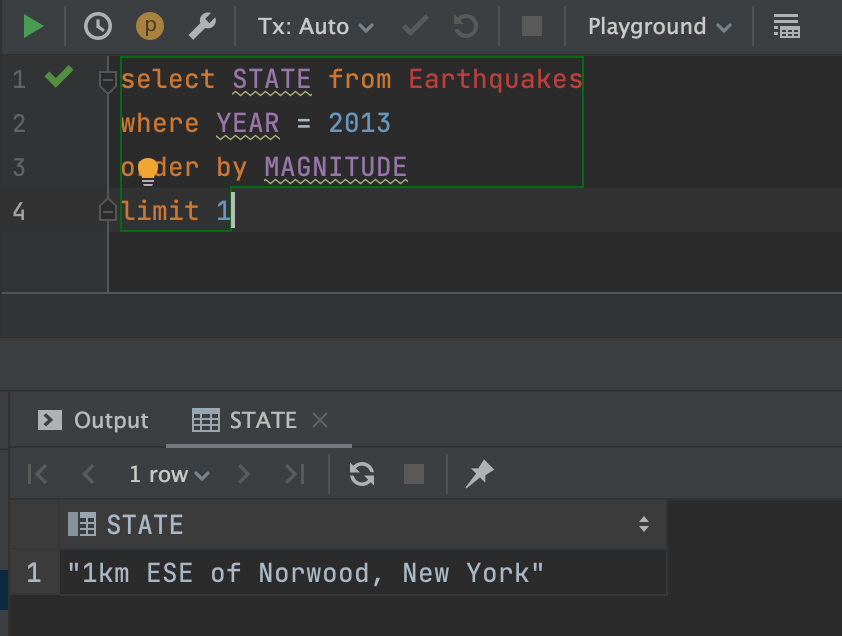 p Tx: Auto Playground
1 select STATE from Earthquakes
2 where YEAR = 2013
3 order by MAGNITUDE
4 limit 1
Output STATE
1 row
STATE
1 "1km ESE of Norwood, New York"